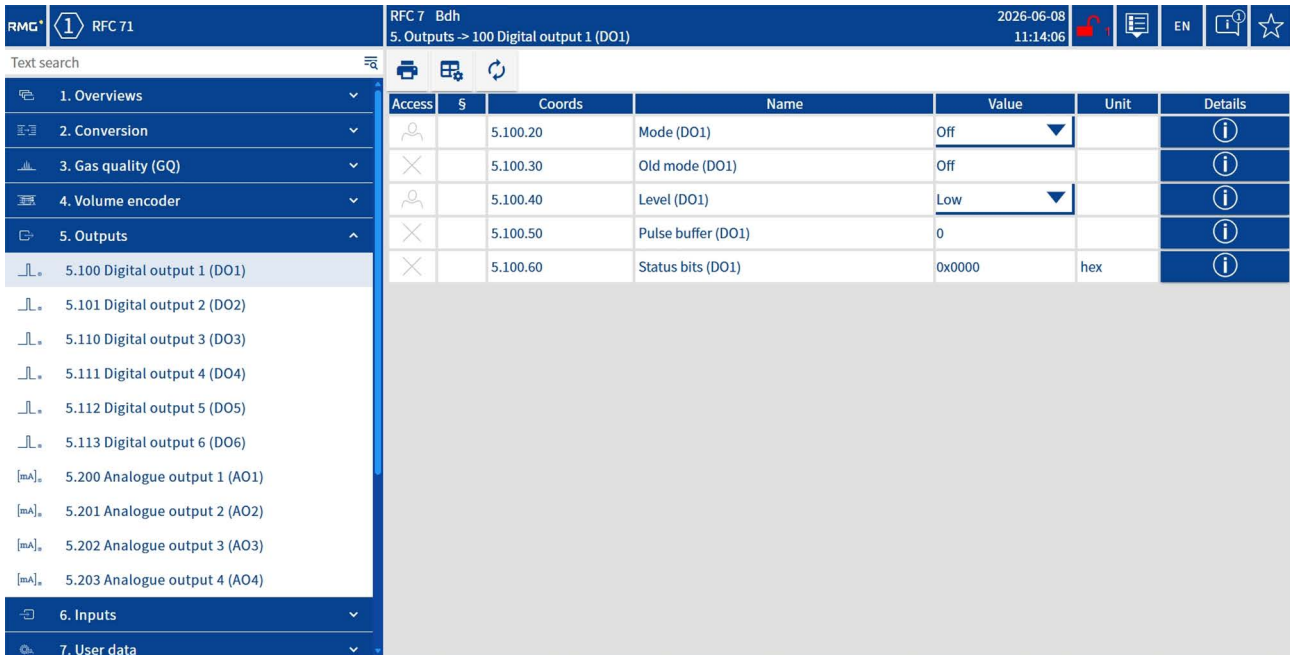 RMG 1 RFC 71
RFC 7 Bdh
5. Outputs -> 100 Digital output 1 (DO1)
2026-06-08
11:14:06
1
EN
1
Text search
1. Overviews
2. Conversion
3. Gas quality (GQ)
4. Volume encoder
5. Outputs
5.100 Digital output 1 (DO1)
5.101 Digital output 2 (DO2)
5.110 Digital output 3 (DO3)
5.111 Digital output 4 (DO4)
5.112 Digital output 5 (DO5)
5.113 Digital output 6 (DO6)
[mA] 5.200 Analogue output 1 (AO1)
[mA] 5.201 Analogue output 2 (AO2)
[mA] 5.202 Analogue output 3 (AO3)
[mA] 5.203 Analogue output 4 (AO4)
6. Inputs
7. User data
Access § Coords Name Value Unit Details
5.100.20 Mode (DO1) Off
5.100.30 Old mode (DO1) Off
5.100.40 Level (DO1) Low
5.100.50 Pulse buffer (DO1) 0
5.100.60 Status bits (DO1) 0x0000 hex